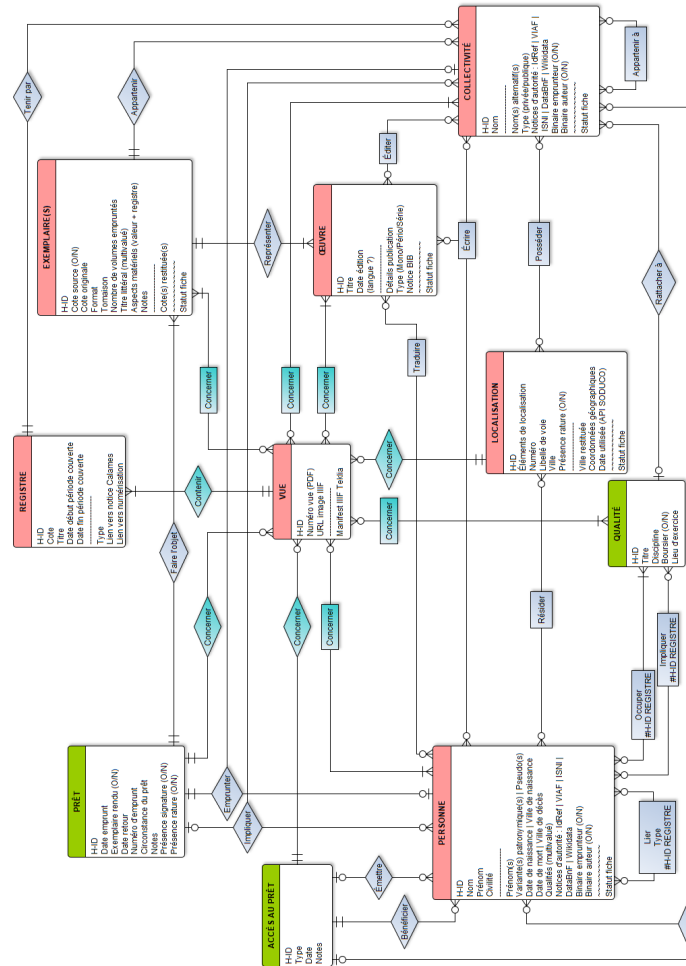 REGISTRE
H-ID
Cote
Titre
Date début période couverte
Date fin période couverte
----------
Type
Lien vers notice Calames
Lien vers numérisation
EXEMPLAIRE(S)
H-ID
Cote source (O/N)
Cote originale
Format
Tomaison
Nombre de volumes empruntés
Titre littéral (multivalué)
Aspects matériels (valeur + registre)
Notes
----------
Cote(s) restituée(s)
~~~~~~~~~~
Statut fiche
Tenir par
Appartenir
COLLECTIVITÉ
H-ID
Nom
----------
Nom(s) alternatif(s)
Type (privée/publique)
Notices d'autorité : IdRef | VIAF |
ISNI | DataBnF | Wikidata
Binaire emprunteur (O/N)
Binaire auteur (O/N)
~~~~~~~~~~
Statut fiche
Appartenir à
Éditer
Représenter
ŒUVRE
H-ID
Titre
Date édition
(langue ?)
----------
Détails publication
Type (Mono/Pério/Série)
Notice BIB
~~~~~~~~~~
Statut fiche
Écrire
Posséder
Rattacher à
Traduire
Concerner
Concerner
Concerner
Contenir
Faire l'objet
VUE
H-ID
Numéro vue (PDF)
URL image IIIF
----------
Manifest IIIF Tekila
Concerner
Concerner
Concerner
Concerner
Concerner
LOCALISATION
H-ID
Éléments de localisation
Numéro
Libellé de voie
Ville
Présence rature (O/N)
----------
Ville restituée
Coordonnées géographiques
Date utilisée (API SODUCO)
~~~~~~~~~~
Statut fiche
QUALITÉ
H-ID
Titre
Discipline
Boursier (O/N)
Lieu d'exercice
Résider
Occuper
#H-ID REGISTRE
Impliquer
#H-ID REGISTRE
PRÊT
H-ID
Date emprunt
Exemplaire rendu (O/N)
Date retour
Numéro d'emprunt
Circonstance du prêt
Notes
Présence signature (O/N)
Présence rature (O/N)
Emprunter
Impliquer
ACCÈS AU PRÊT
H-ID
Type
Date
Notes
Émettre
Bénéficier
PERSONNE
H-ID
Nom
Prénom
Civilité
----------
Prénom(s)
Variante(s) patronymique(s) | Pseudo(s)
Date de naissance | Ville de naissance
Date de mort | Ville de décès
Qualités (multivalué)
Notices d'autorité : IdRef | VIAF | ISNI |
DataBnF | Wikidata
Binaire emprunteur (O/N)
Binaire auteur (O/N)
~~~~~~~~~~
Statut fiche
Lier
Type
#H-ID REGISTRE